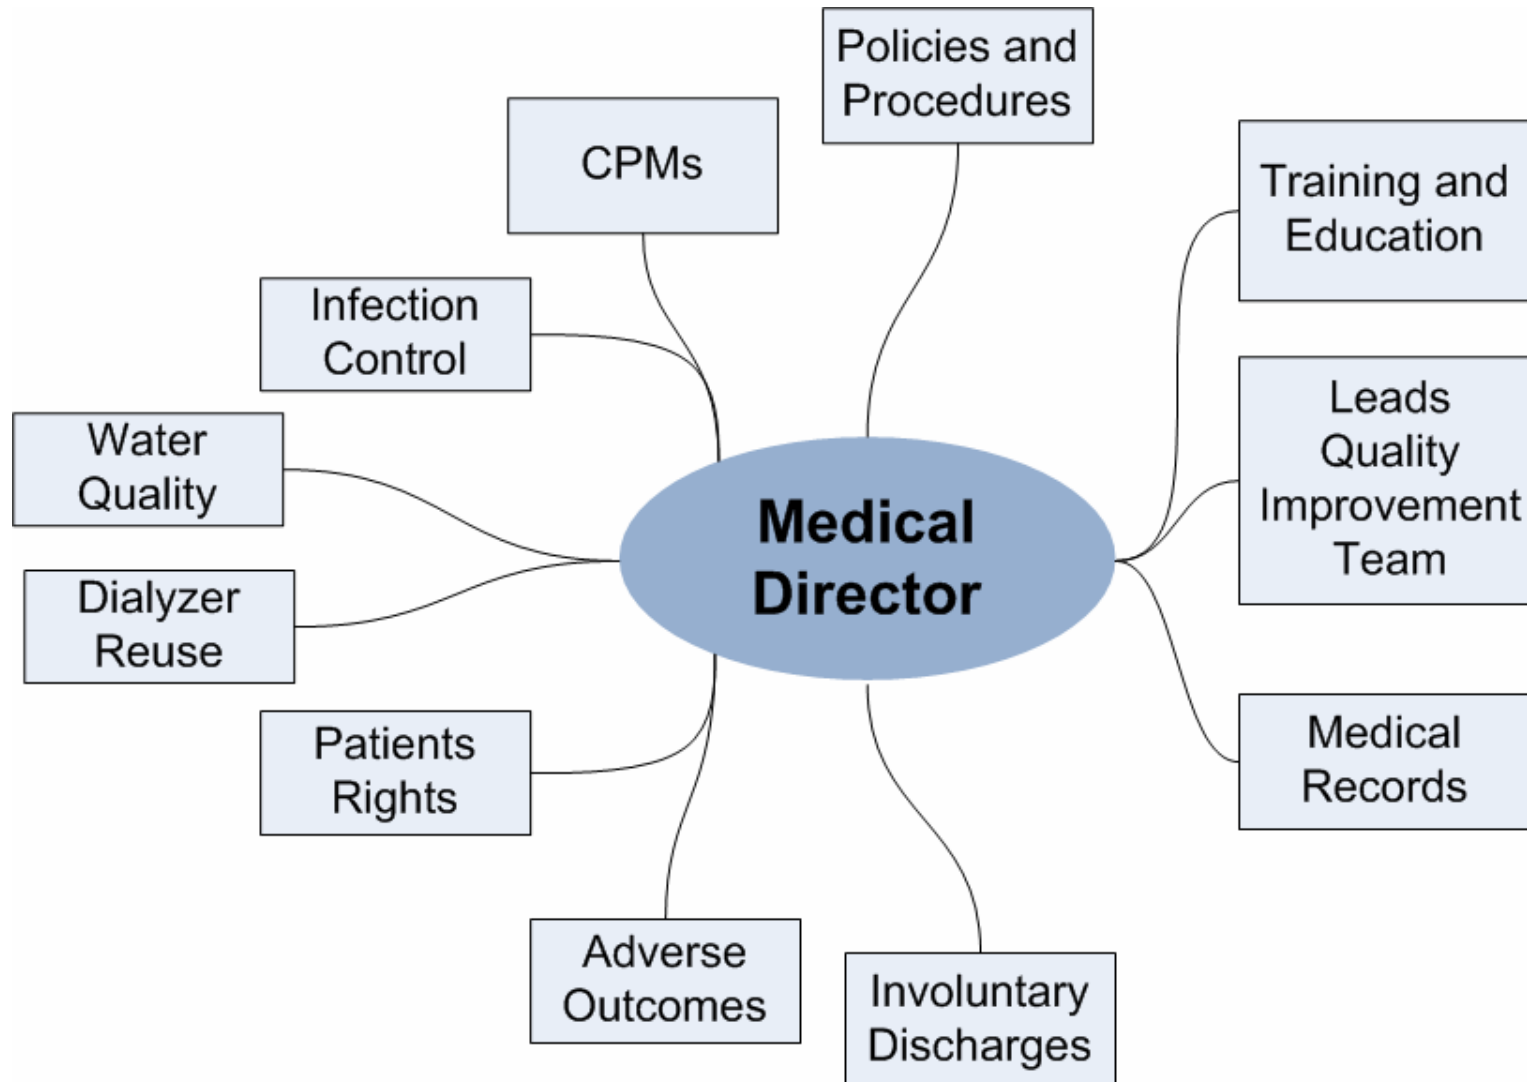 Policies and
Procedures
CPMs
Training and
Education
Infection
Control
Leads
Quality
Improvement
Team
Water
Quality
Medical
Director
Dialyzer
Reuse
Patients
Rights
Medical
Records
Adverse
Outcomes
Involuntary
Discharges